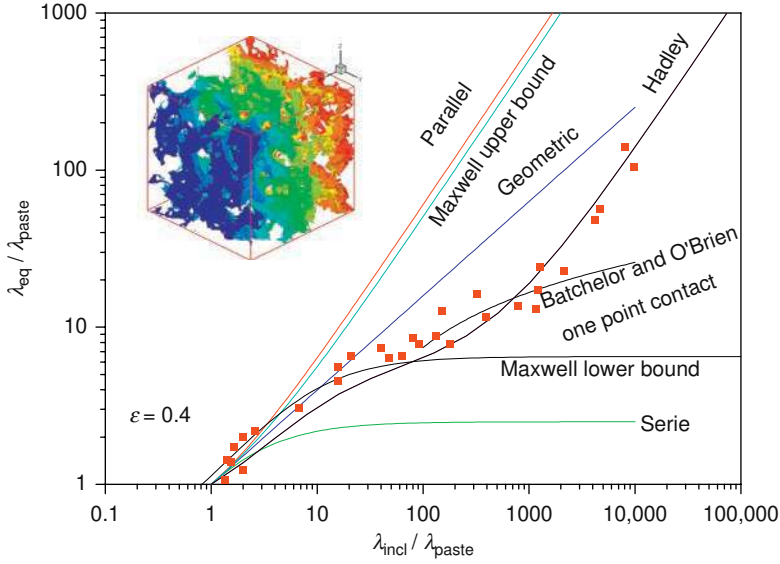 1000
100
10
1
0.1
1
10
100
1000
10,000
100,000
λeq / λpaste
λincl / λpaste
ε = 0.4
Parallel
Maxwell upper bound
Geometric
Hadley
Batchelor and O'Brien
one point contact
Maxwell lower bound
Serie